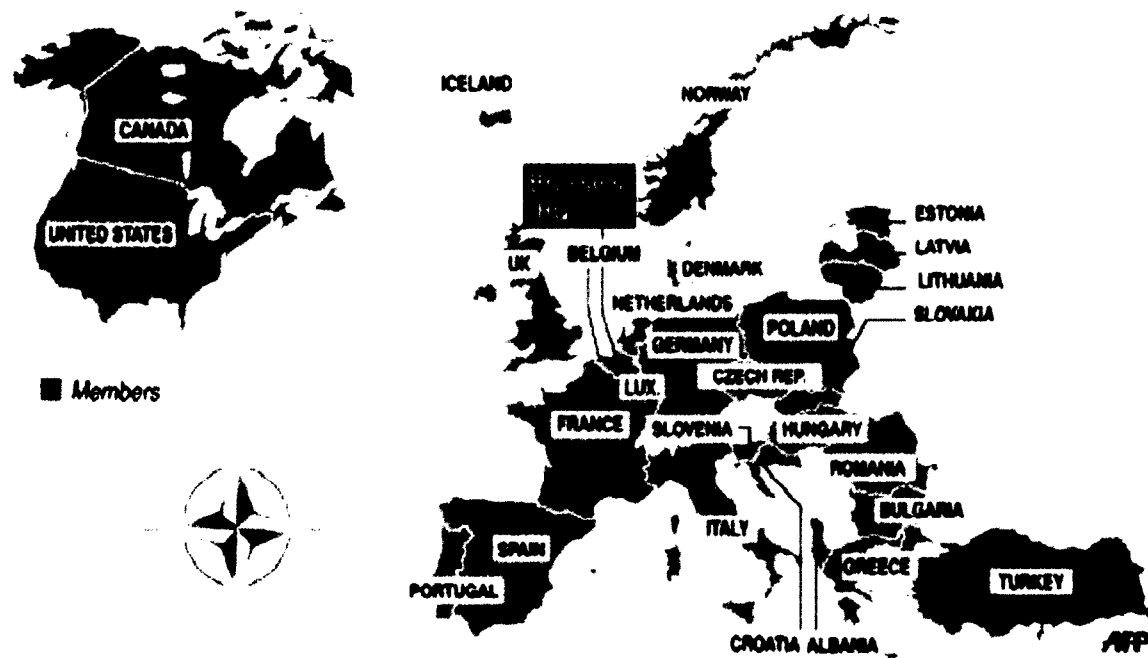 ICELAND
NORWAY
CANADA
UNITED STATES
ESTONIA
LATVIA
LITHUANIA
SLOVAKIA
UK
BELGIUM
DENMARK
NETHERLANDS
POLAND
GERMANY
CZECH REP.
LUX.
Members
FRANCE
SLOVENIA
HUNGARY
ROMANIA
BULGARIA
ITALY
SPAIN
GREECE
TURKEY
PORTUGAL
CROATIA
ALBANIA
AFP